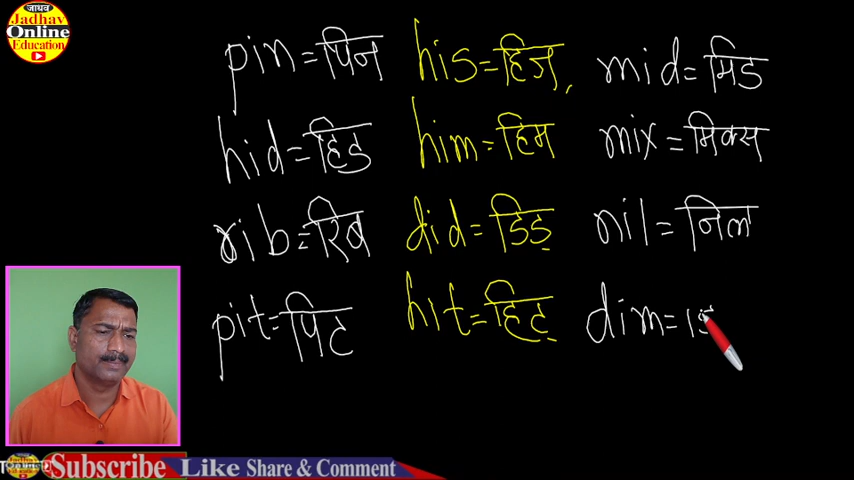 जाधव
Jadhav
Online
Education
pin=पिन his=हिज, mid=मिड
hid=हिड him=हिम mix=मिक्स
rib=रिब did=डिड nil=निल
pit=पिट hit=हिट dim=
Subscribe Like Share & Comment